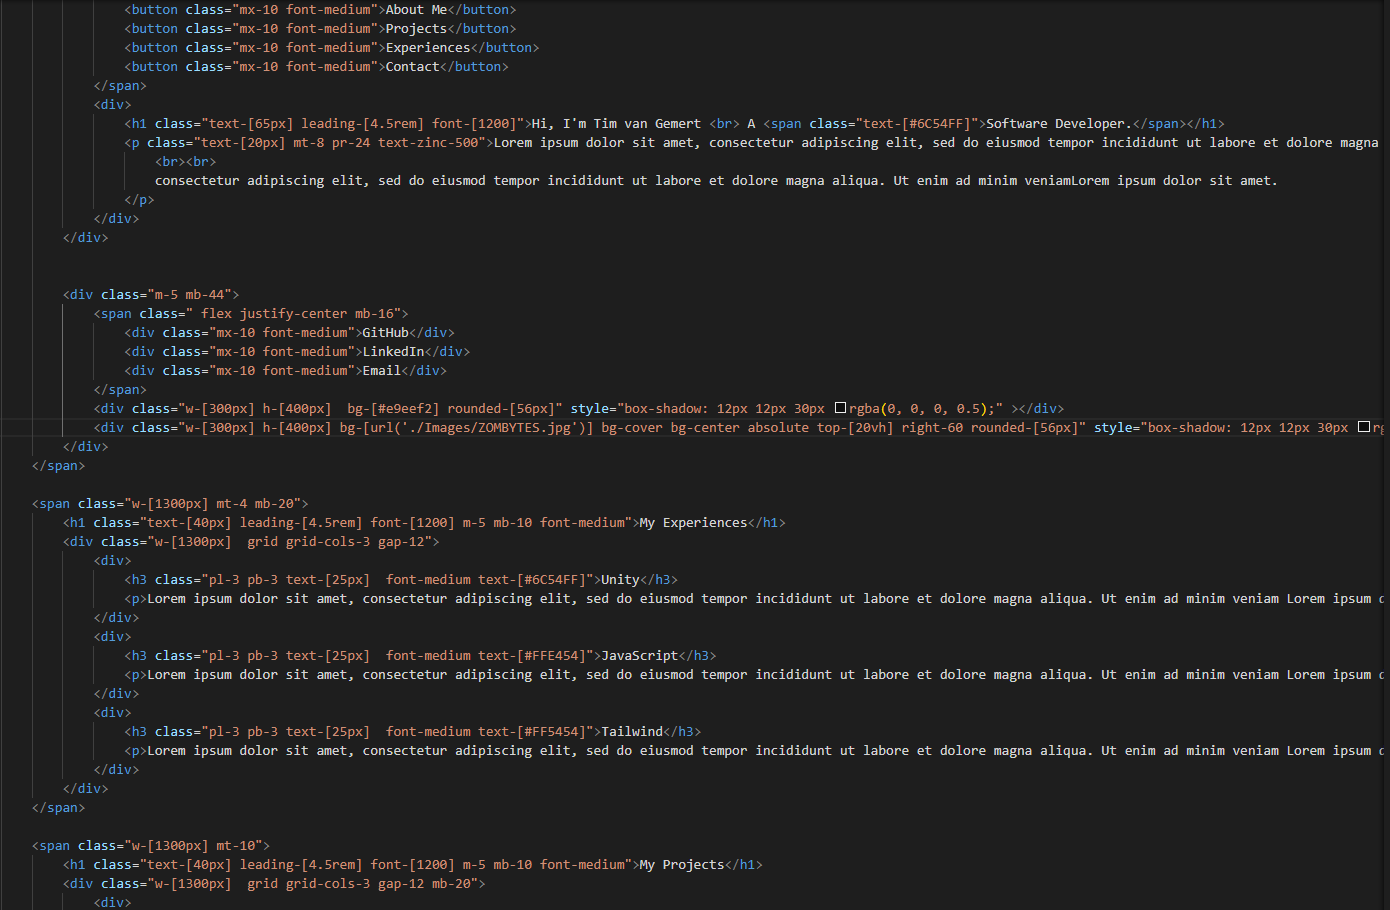 <button class="mx-10 font-medium">About Me</button>
<button class="mx-10 font-medium">Projects</button>
<button class="mx-10 font-medium">Experiences</button>
<button class="mx-10 font-medium">Contact</button>
</span>
<div>
<h1 class="text-[65px] leading-[4.5rem] font-[1200]">Hi, I'm Tim van Gemert <br> A <span class="text-[#6C54FF]">Software Developer.</span></h1>
<p class="text-[20px] mt-8 pr-24 text-zinc-500">Lorem ipsum dolor sit amet, consectetur adipiscing elit, sed do eiusmod tempor incididunt ut labore et dolore magna
<br><br>
consectetur adipiscing elit, sed do eiusmod tempor incididunt ut labore et dolore magna aliqua. Ut enim ad minim veniamLorem ipsum dolor sit amet.
</p>
</div>
</div>
<div class="m-5 mb-44">
<span class=" flex justify-center mb-16">
<div class="mx-10 font-medium">GitHub</div>
<div class="mx-10 font-medium">LinkedIn</div>
<div class="mx-10 font-medium">Email</div>
</span>
<div class="w-[300px] h-[400px]  bg-[#e9eef2] rounded-[56px]" style="box-shadow: 12px 12px 30px rgba(0, 0, 0, 0.5);" ></div>
<div class="w-[300px] h-[400px] bg-[url('./Images/ZOMBYTES.jpg')] bg-cover bg-center absolute top-[20vh] right-60 rounded-[56px]" style="box-shadow: 12px 12px 30px
</div>
</span>
<span class="w-[1300px] mt-4 mb-20">
<h1 class="text-[40px] leading-[4.5rem] font-[1200] m-5 mb-10 font-medium">My Experiences</h1>
<div class="w-[1300px]  grid grid-cols-3 gap-12">
<div>
<h3 class="pl-3 pb-3 text-[25px]  font-medium text-[#6C54FF]">Unity</h3>
<p>Lorem ipsum dolor sit amet, consectetur adipiscing elit, sed do eiusmod tempor incididunt ut labore et dolore magna aliqua. Ut enim ad minim veniam Lorem ipsum
</div>
<div>
<h3 class="pl-3 pb-3 text-[25px]  font-medium text-[#FFE454]">JavaScript</h3>
<p>Lorem ipsum dolor sit amet, consectetur adipiscing elit, sed do eiusmod tempor incididunt ut labore et dolore magna aliqua. Ut enim ad minim veniam Lorem ipsum
</div>
<div>
<h3 class="pl-3 pb-3 text-[25px]  font-medium text-[#FF5454]">Tailwind</h3>
<p>Lorem ipsum dolor sit amet, consectetur adipiscing elit, sed do eiusmod tempor incididunt ut labore et dolore magna aliqua. Ut enim ad minim veniam Lorem ipsum
</div>
</div>
</span>
<span class="w-[1300px] mt-10">
<h1 class="text-[40px] leading-[4.5rem] font-[1200] m-5 mb-10 font-medium">My Projects</h1>
<div class="w-[1300px]  grid grid-cols-3 gap-12 mb-20">
<div>